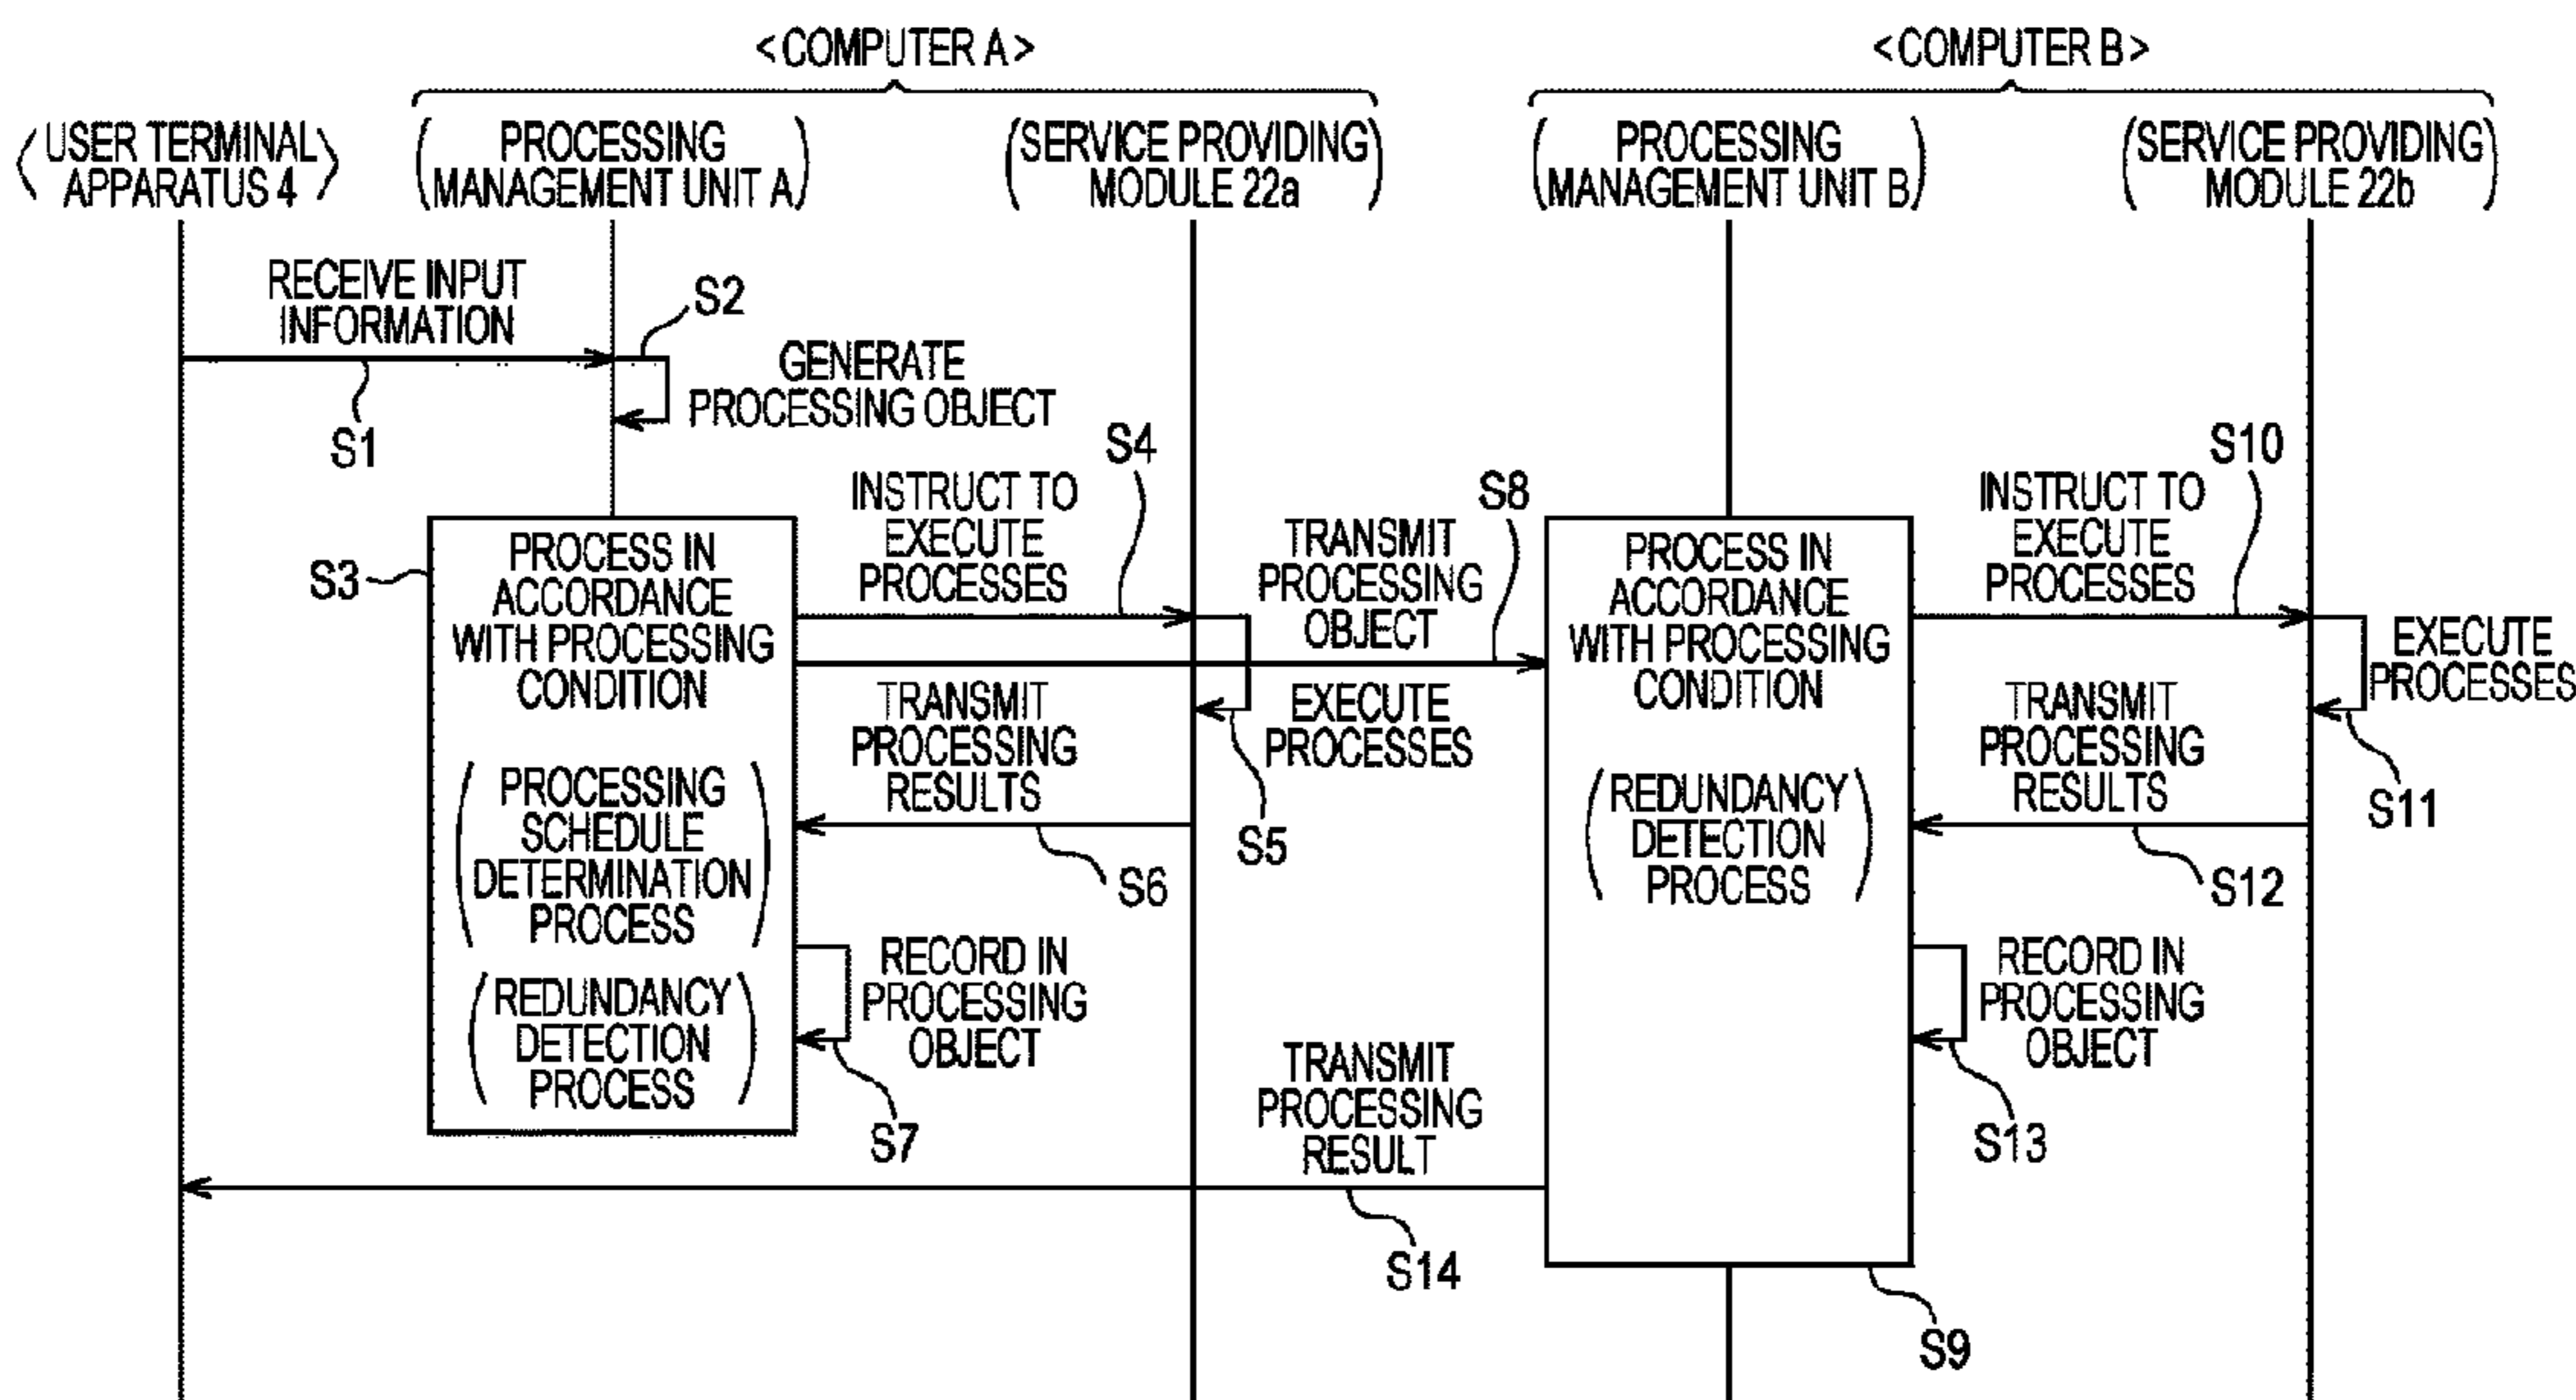 <COMPUTER A>
<COMPUTER B>
<USER TERMINAL
APPARATUS 4>
(PROCESSING
MANAGEMENT UNIT A)
(SERVICE PROVIDING
MODULE 22a)
(PROCESSING
MANAGEMENT UNIT B)
(SERVICE PROVIDING
MODULE 22b)
RECEIVE INPUT
INFORMATION
S1
S2
GENERATE
PROCESSING OBJECT
S3
PROCESS IN
ACCORDANCE
WITH PROCESSING
CONDITION
(PROCESSING
SCHEDULE
DETERMINATION
PROCESS)
(REDUNDANCY
DETECTION
PROCESS)
S4
INSTRUCT TO
EXECUTE
PROCESSES
TRANSMIT
PROCESSING
OBJECT
S8
EXECUTE
PROCESSES
S5
TRANSMIT
PROCESSING
RESULTS
S6
RECORD IN
PROCESSING
OBJECT
S7
PROCESS IN
ACCORDANCE
WITH PROCESSING
CONDITION
(REDUNDANCY
DETECTION
PROCESS)
S9
S10
INSTRUCT TO
EXECUTE
PROCESSES
EXECUTE
PROCESSES
S11
TRANSMIT
PROCESSING
RESULTS
S12
RECORD IN
PROCESSING
OBJECT
S13
TRANSMIT
PROCESSING
RESULT
S14